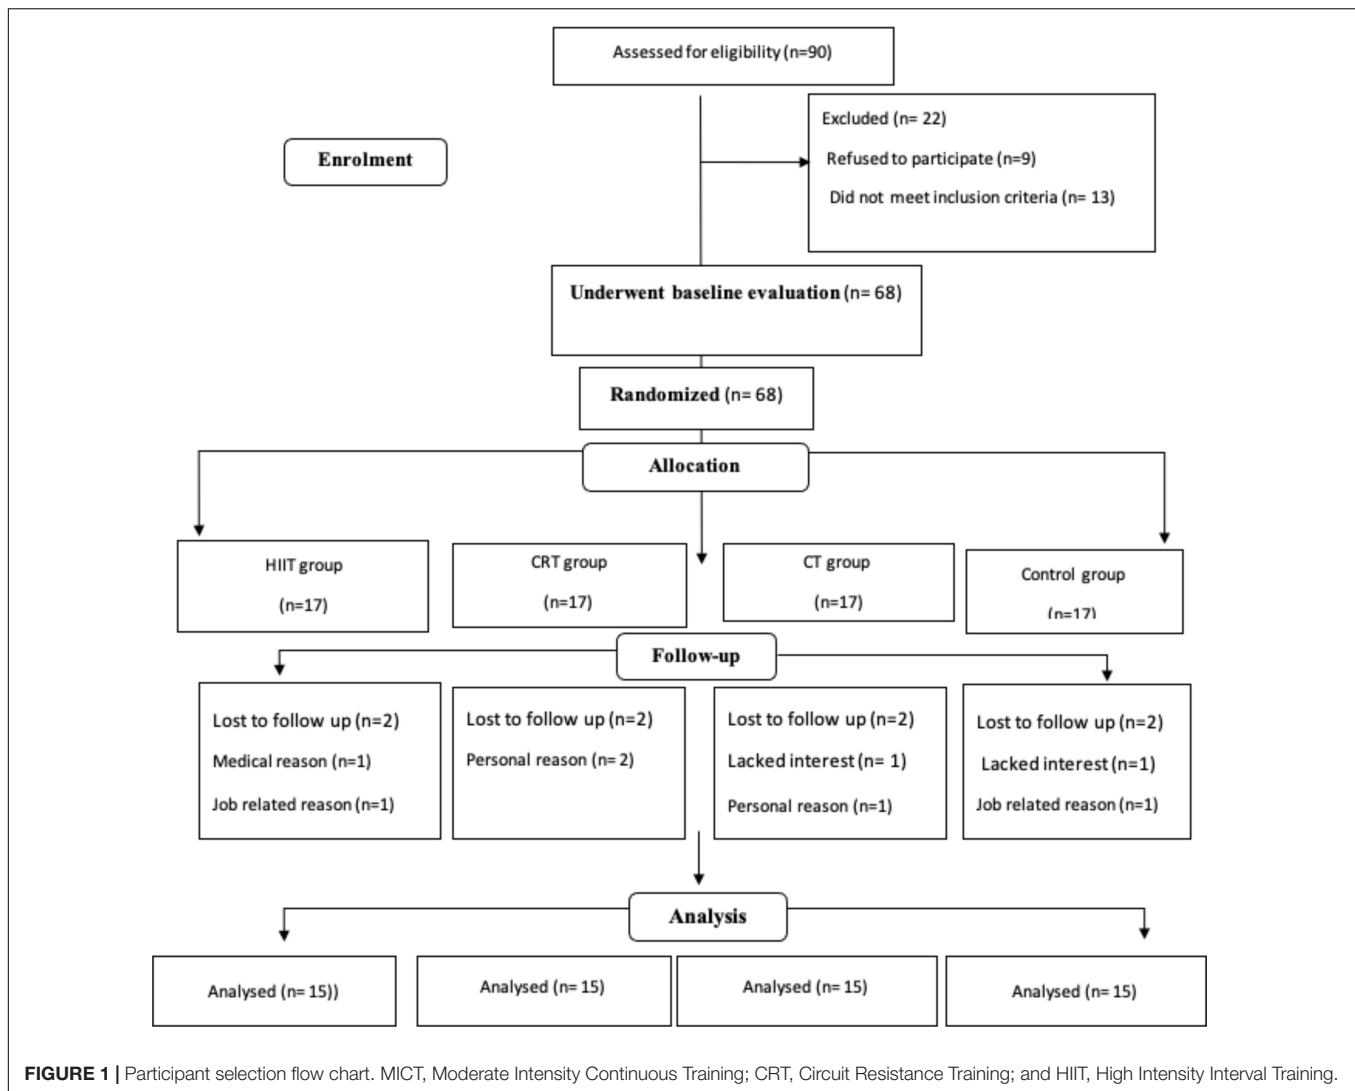 Assessed for eligibility (n=90)
Excluded (n= 22)
Refused to participate (n=9)
Did not meet inclusion criteria (n= 13)
Enrolment
Underwent baseline evaluation (n= 68)
Randomized (n= 68)
Allocation
HIIT group
(n=17)
CRT group
(n=17)
CT group
(n=17)
Control group
(n=17)
Follow-up
Lost to follow up (n=2)
Medical reason (n=1)
Job related reason (n=1)
Lost to follow up (n=2)
Personal reason (n= 2)
Lost to follow up (n=2)
Lacked interest (n= 1)
Personal reason (n=1)
Lost to follow up (n=2)
Lacked interest (n=1)
Job related reason (n=1)
Analysis
Analysed (n= 15))
Analysed (n= 15)
Analysed (n= 15)
Analysed (n= 15)
FIGURE 1 | Participant selection flow chart. MICT, Moderate Intensity Continuous Training; CRT, Circuit Resistance Training; and HIIT, High Intensity Interval Training.